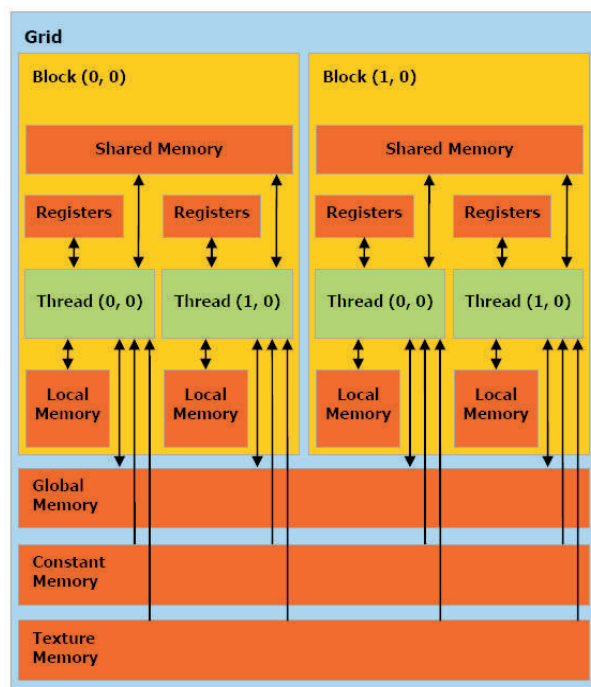 Grid
Block (0, 0)
Block (1, 0)
Shared Memory
Shared Memory
Registers
Registers
Registers
Registers
Thread (0, 0)
Thread (1, 0)
Thread (0, 0)
Thread (1, 0)
Local
Memory
Local
Memory
Local
Memory
Local
Memory
Global
Memory
Constant
Memory
Texture
Memory